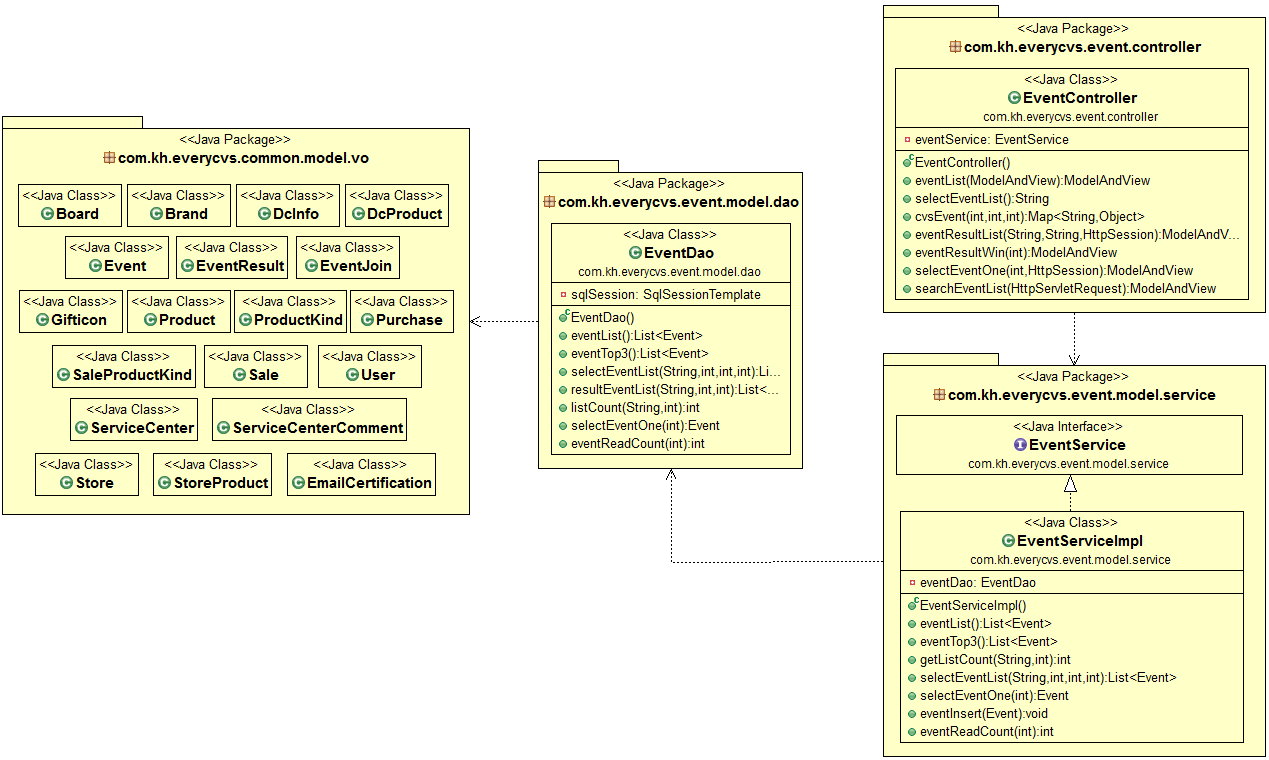 <<Java Package>>
com.kh.everycvs.common.model.vo
<<Java Class>> <<Java Class>> <<Java Class>> <<Java Class>>
Board Brand DcInfo DcProduct
<<Java Class>> <<Java Class>> <<Java Class>>
Event EventResult EventJoin
<<Java Class>> <<Java Class>> <<Java Class>> <<Java Class>>
Gifticon Product ProductKind Purchase
<<Java Class>> <<Java Class>> <<Java Class>>
SaleProductKind Sale User
<<Java Class>> <<Java Class>>
ServiceCenter ServiceCenterComment
<<Java Class>> <<Java Class>> <<Java Class>>
Store StoreProduct EmailCertification
<<Java Package>>
com.kh.everycvs.event.model.dao
<<Java Class>>
EventDao
com.kh.everycvs.event.model.dao
sqlSession: SqlSessionTemplate
EventDao()
eventList():List<Event>
eventTop3():List<Event>
selectEventList(String,int,int,int):Li...
resultEventList(String,int,int):List<...
listCount(String,int):int
selectEventOne(int):Event
eventReadCount(int):int
<<Java Package>>
com.kh.everycvs.event.controller
<<Java Class>>
EventController
com.kh.everycvs.event.controller
eventService: EventService
EventController()
eventList(ModelAndView):ModelAndView
selectEventList():String
cvsEvent(int,int,int):Map<String,Object>
eventResultList(String,String,HttpSession):ModelAndV...
eventResultWin(int):ModelAndView
selectEventOne(int,HttpSession):ModelAndView
searchEventList(HttpServletRequest):ModelAndView
<<Java Package>>
com.kh.everycvs.event.model.service
<<Java Interface>>
EventService
com.kh.everycvs.event.model.service
<<Java Class>>
EventServiceImpl
com.kh.everycvs.event.model.service
eventDao: EventDao
EventServiceImpl()
eventList():List<Event>
eventTop3():List<Event>
getListCount(String,int):int
selectEventList(String,int,int,int):List<Event>
selectEventOne(int):Event
eventInsert(Event):void
eventReadCount(int):int